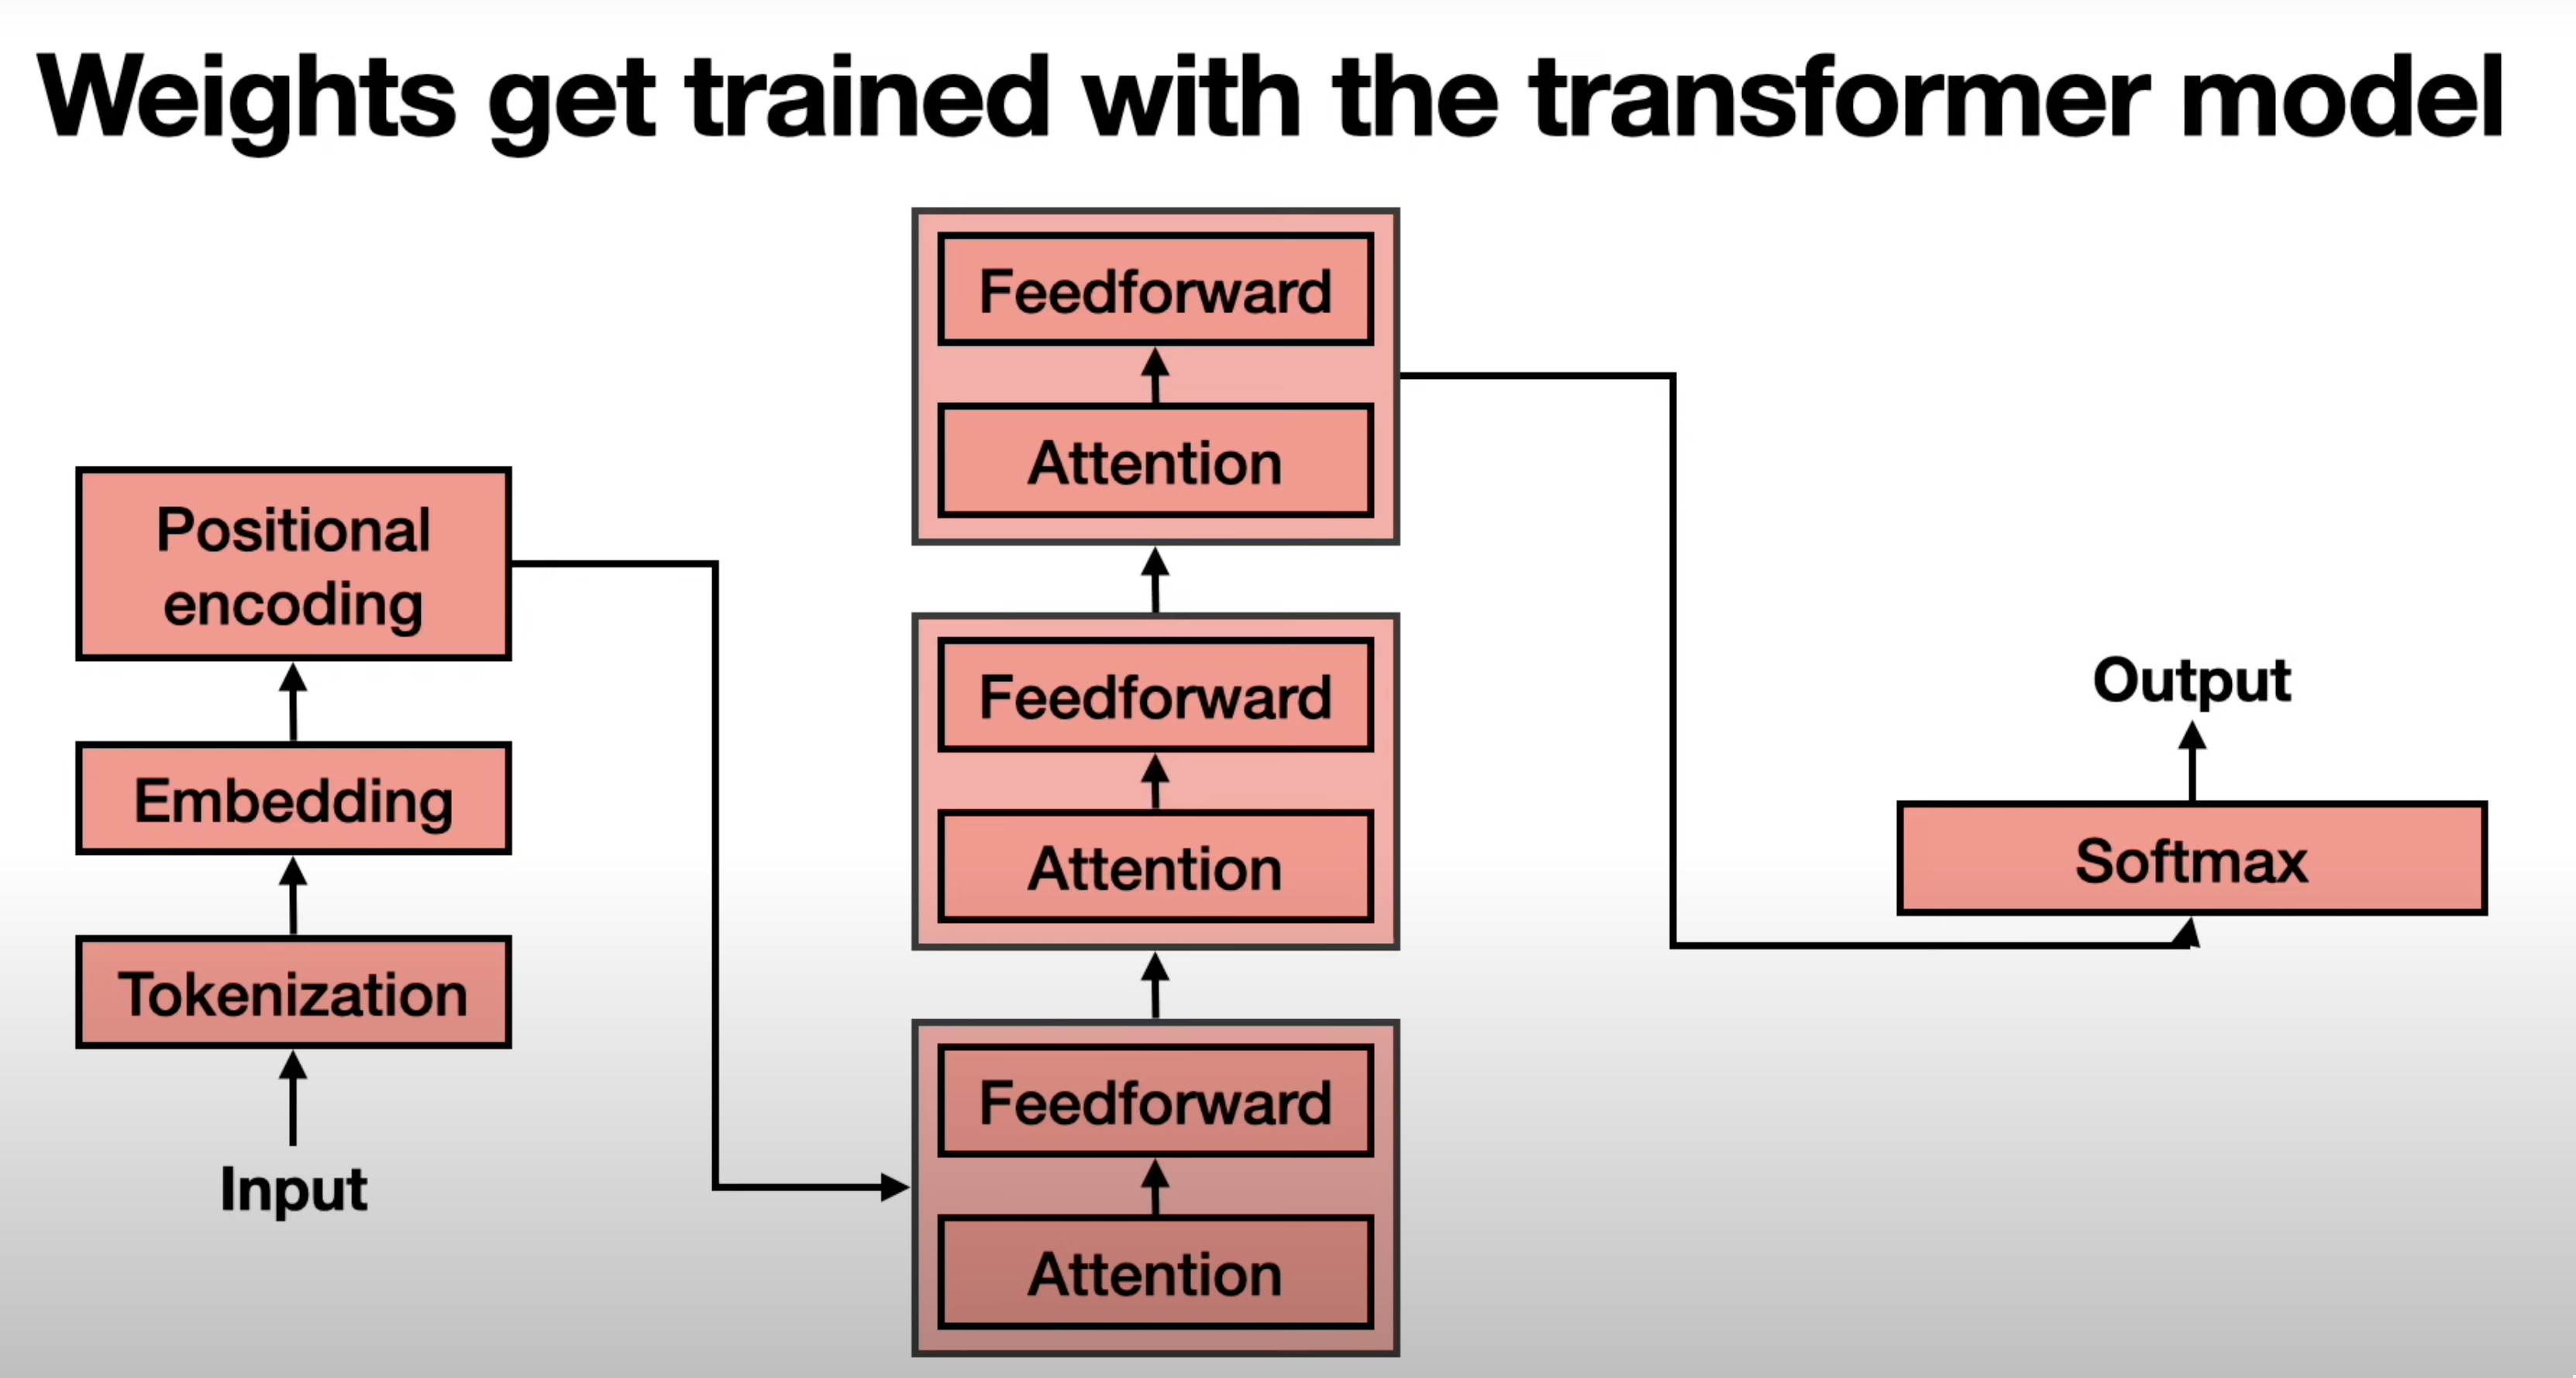 Weights get trained with the transformer model
Positional
encoding
Embedding
Tokenization
Input
Feedforward
Attention
Feedforward
Attention
Feedforward
Attention
Output
Softmax